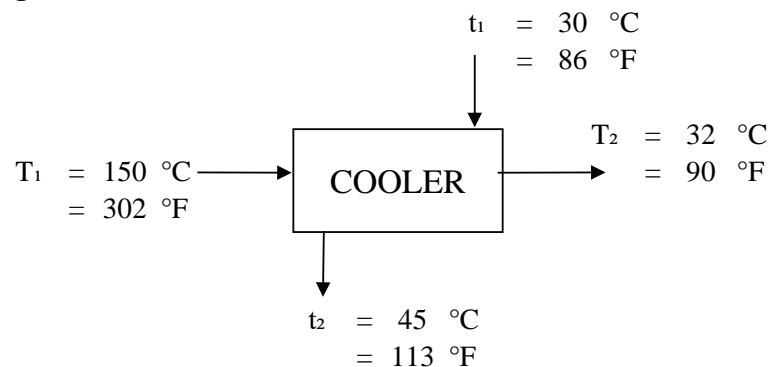 t₁ = 30 °C
= 86 °F
T₂ = 32 °C
= 90 °F
T₁ = 150 °C
= 302 °F
COOLER
t₂ = 45 °C
= 113 °F